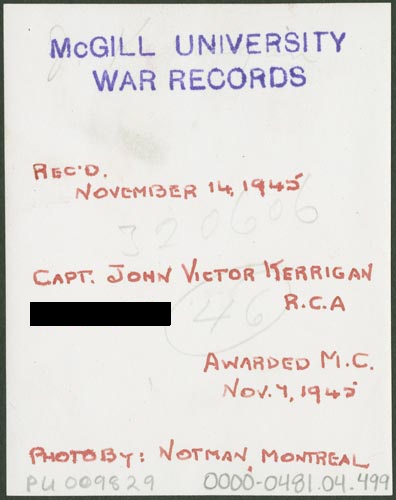 McGILL UNIVERSITY
WAR RECORDS
REC'D.
NOVEMBER 14, 1945
320606
CAPT. JOHN VICTOR KERRIGAN
R.C.A
46
AWARDED M.C.
NOV. 7, 1945
PHOTO BY: NOTMAN, MONTREAL
PU 009829 0000-0481.04.499